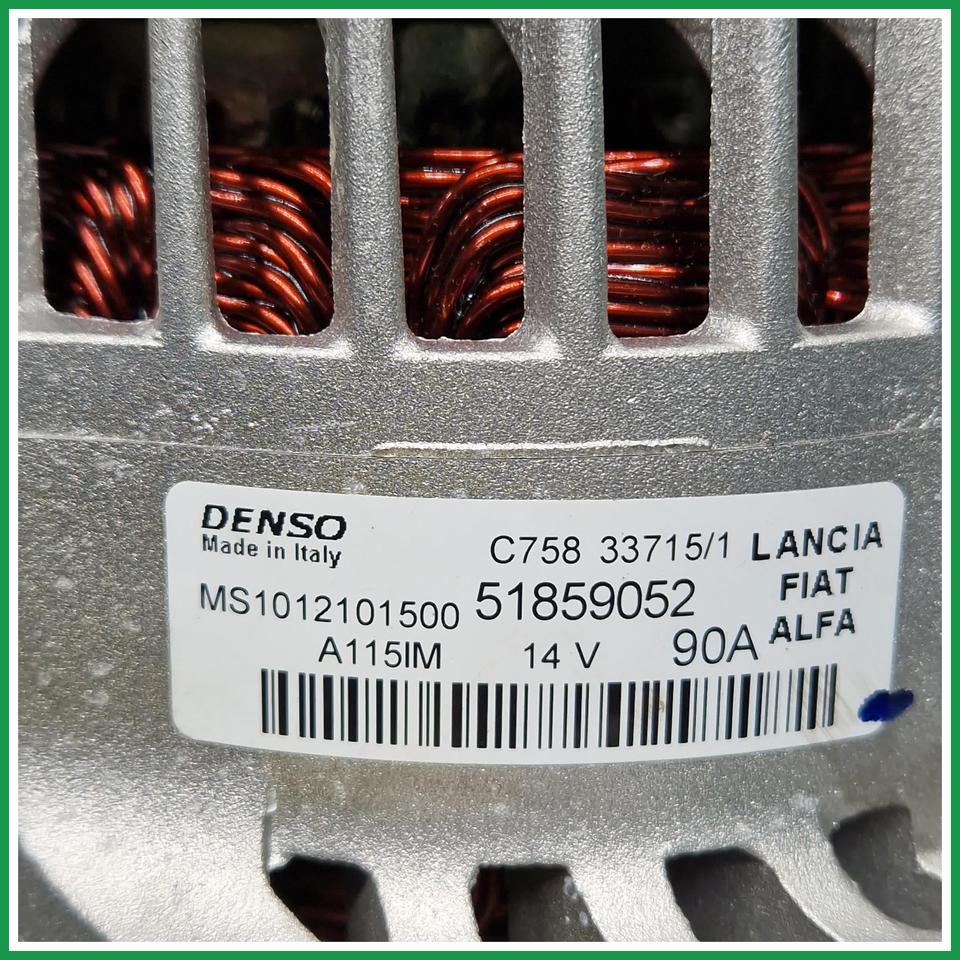 DENSO
Made in Italy
C758 33715/1 LANCIA
MS1012101500 51859052 FIAT
A115IM 14 V 90A ALFA